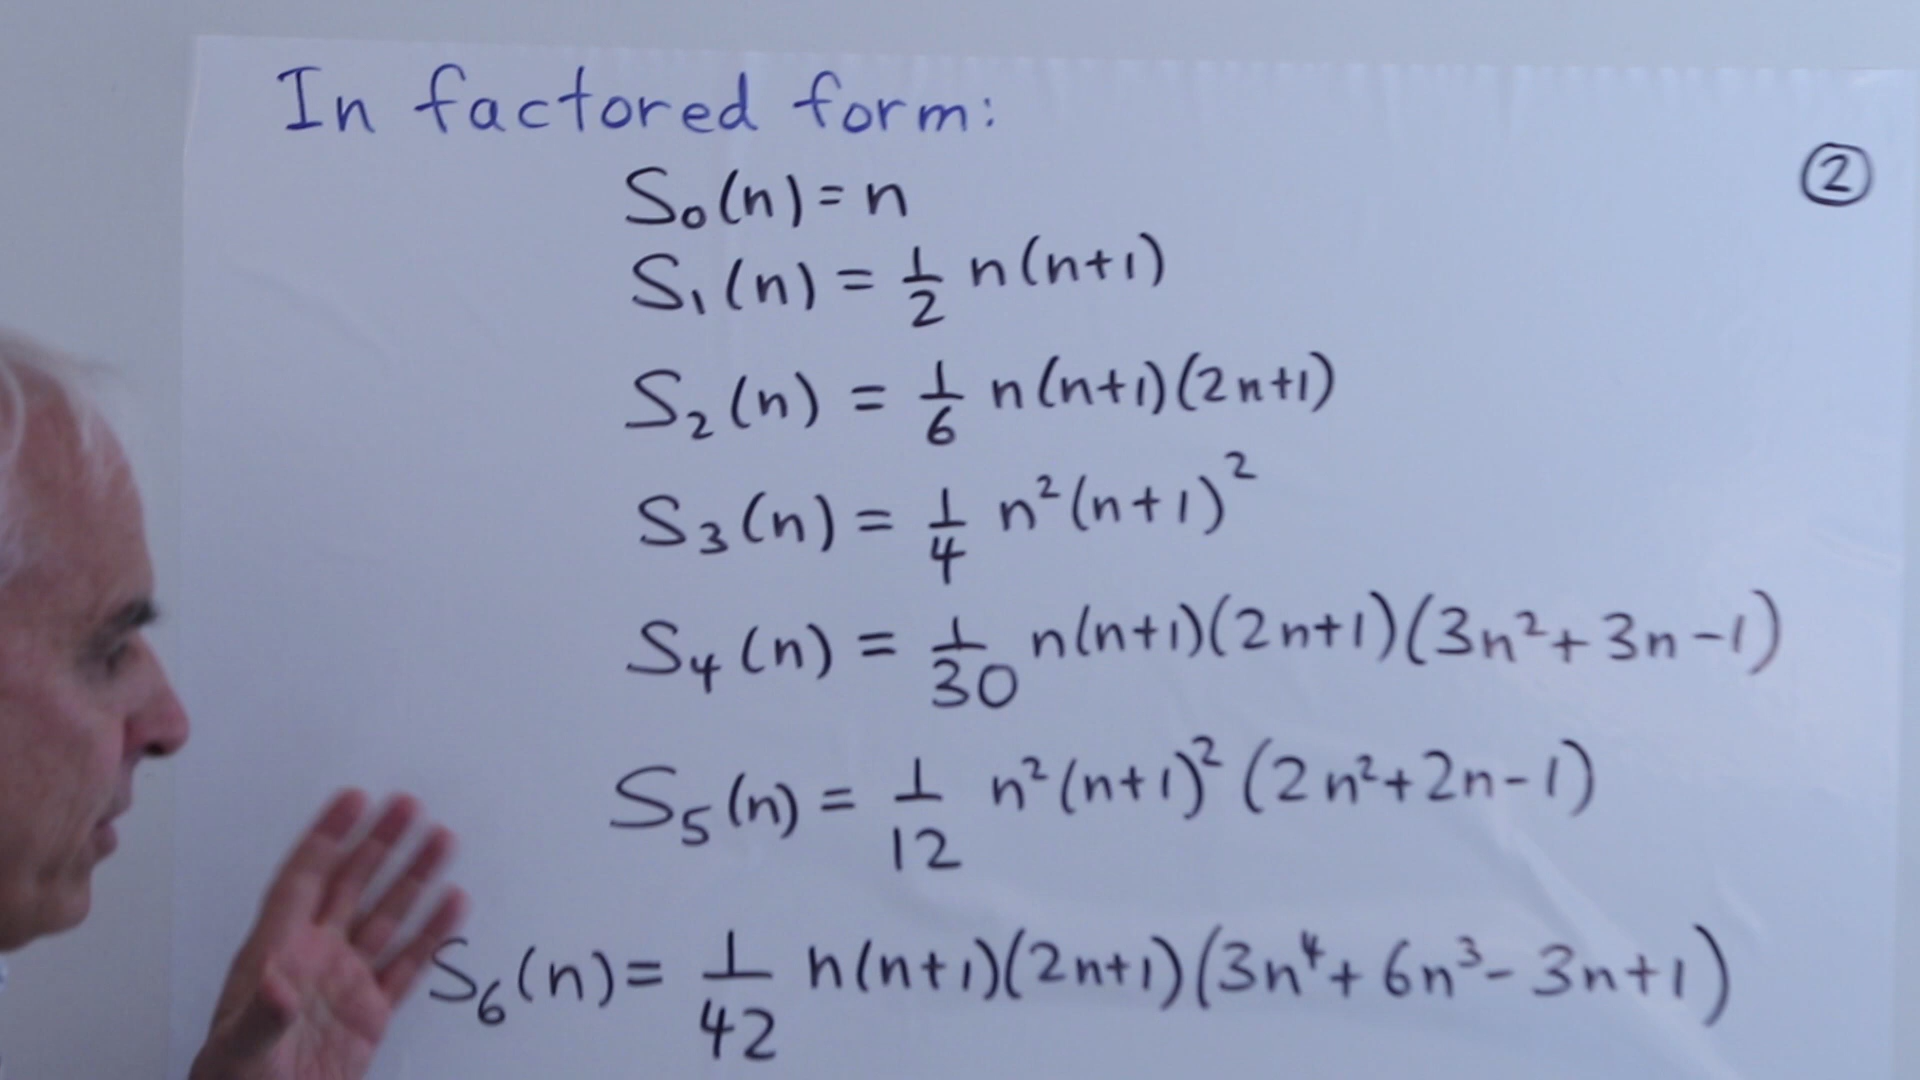 In factored form:
②
S₀(n) = n
S₁(n) = 1/2 n(n+1)
S₂(n) = 1/6 n(n+1)(2n+1)
S₃(n) = 1/4 n²(n+1)²
S₄(n) = 1/30 n(n+1)(2n+1)(3n²+3n-1)
S₅(n) = 1/12 n²(n+1)²(2n²+2n-1)
S₆(n) = 1/42 n(n+1)(2n+1)(3n⁴+6n³-3n+1)